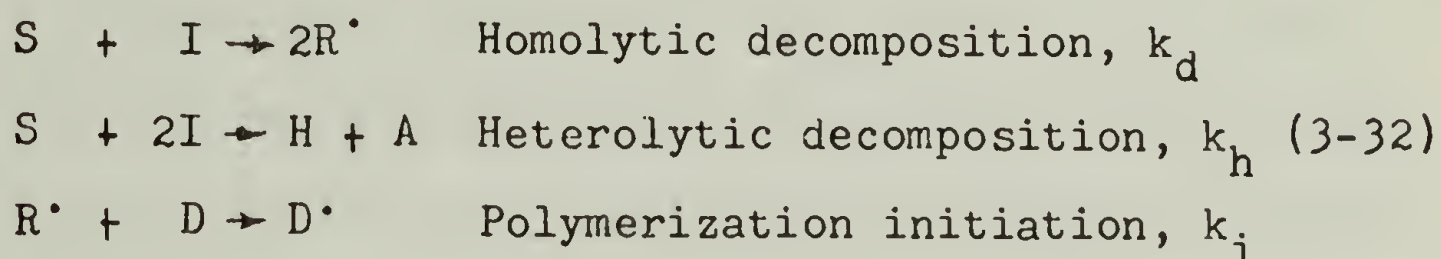 S + I → 2R· Homolytic decomposition, k_d
S + 2I → H + A Heterolytic decomposition, k_h (3-32)
R· + D → D· Polymerization initiation, k_i